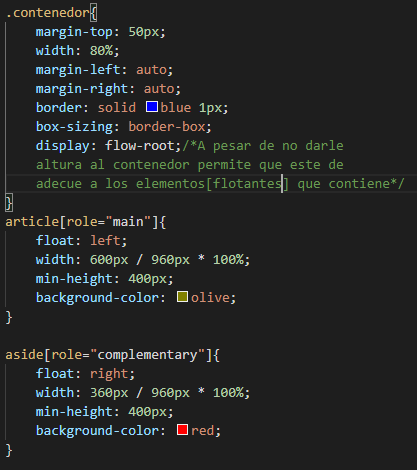 .contenedor{
    margin-top: 50px;
    width: 80%;
    margin-left: auto;
    margin-right: auto;
    border: solid blue 1px;
    box-sizing: border-box;
    display: flow-root;/*A pesar de no darle
    altura al contenedor permite que este de
    adecue a los elementos[flotantes] que contiene*/
}
article[role="main"]{
    float: left;
    width: 600px / 960px * 100%;
    min-height: 400px;
    background-color: olive;
}

aside[role="complementary"]{
    float: right;
    width: 360px / 960px * 100%;
    min-height: 400px;
    background-color: red;
}